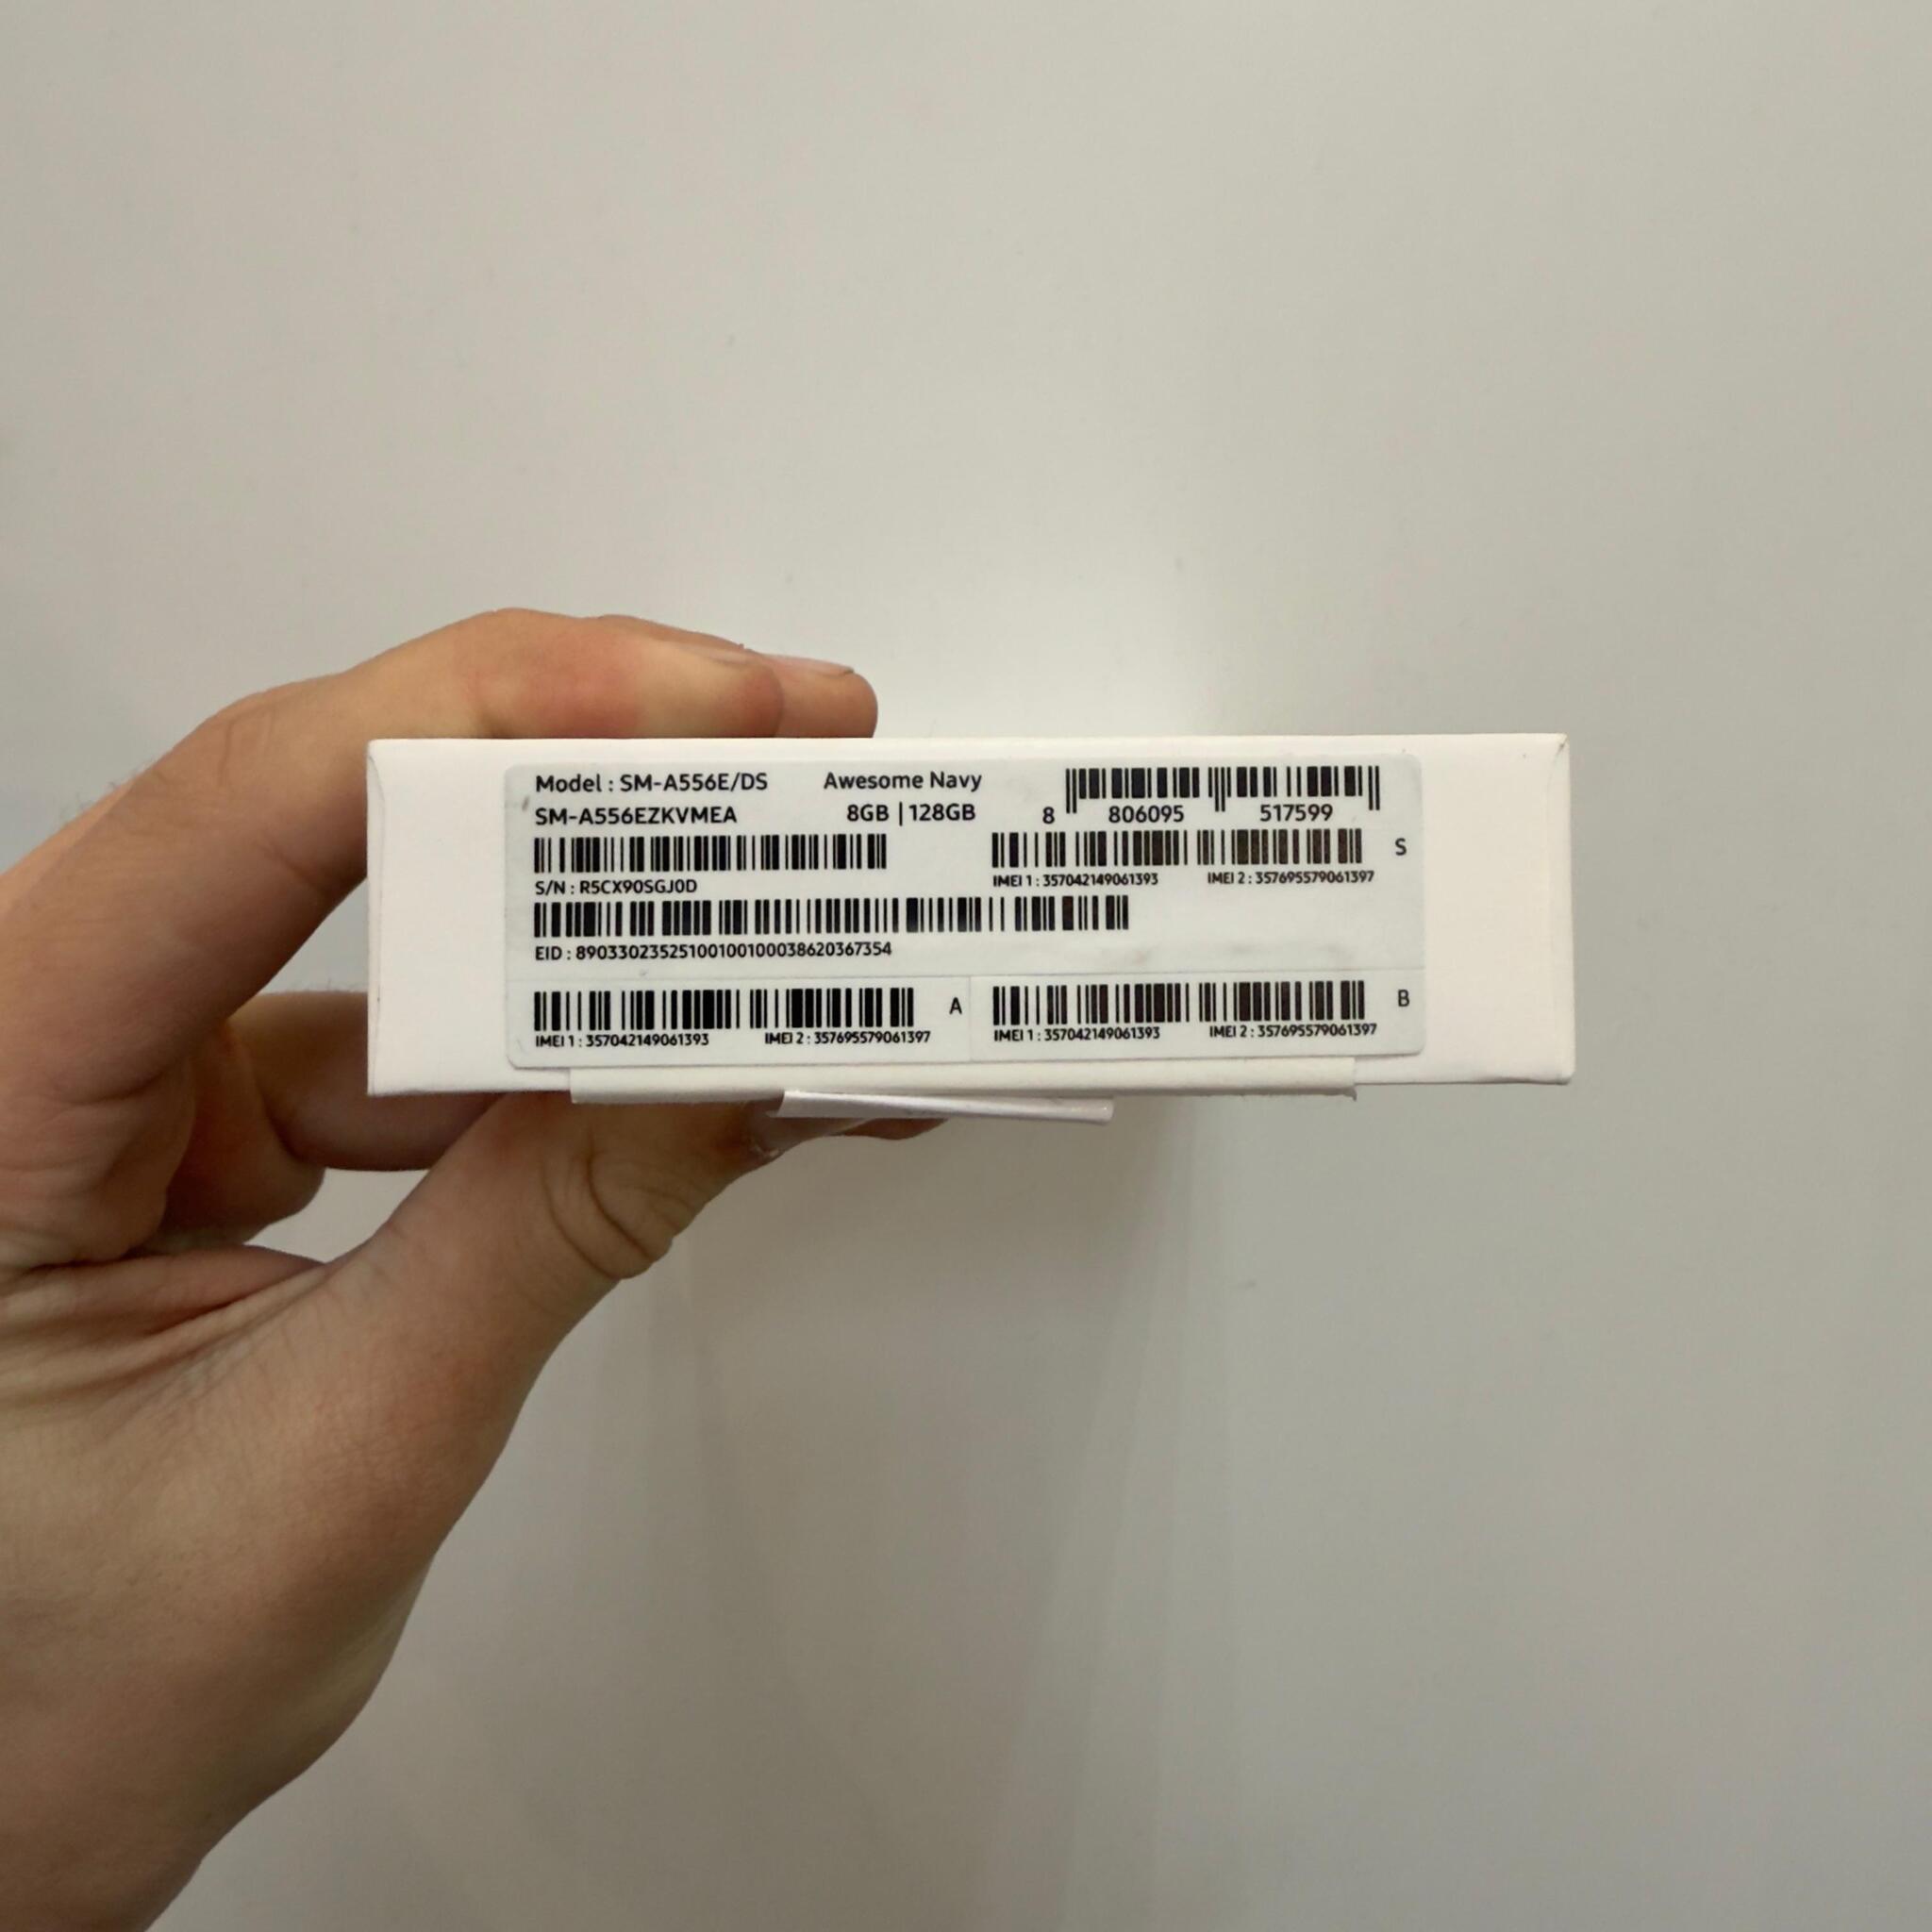 Model : SM-A556E/DS Awesome Navy
SM-A556EZKVMEA 8GB | 128GB
8 806095 517599
S/N : R5CX90SGJ0D
IMEI 1 : 357042149061393 IMEI 2 : 357695579061397 S
EID : 89033023525100100100038620367354
IMEI 1 : 357042149061393 IMEI 2 : 357695579061397 A
IMEI 1 : 357042149061393 IMEI 2 : 357695579061397 B